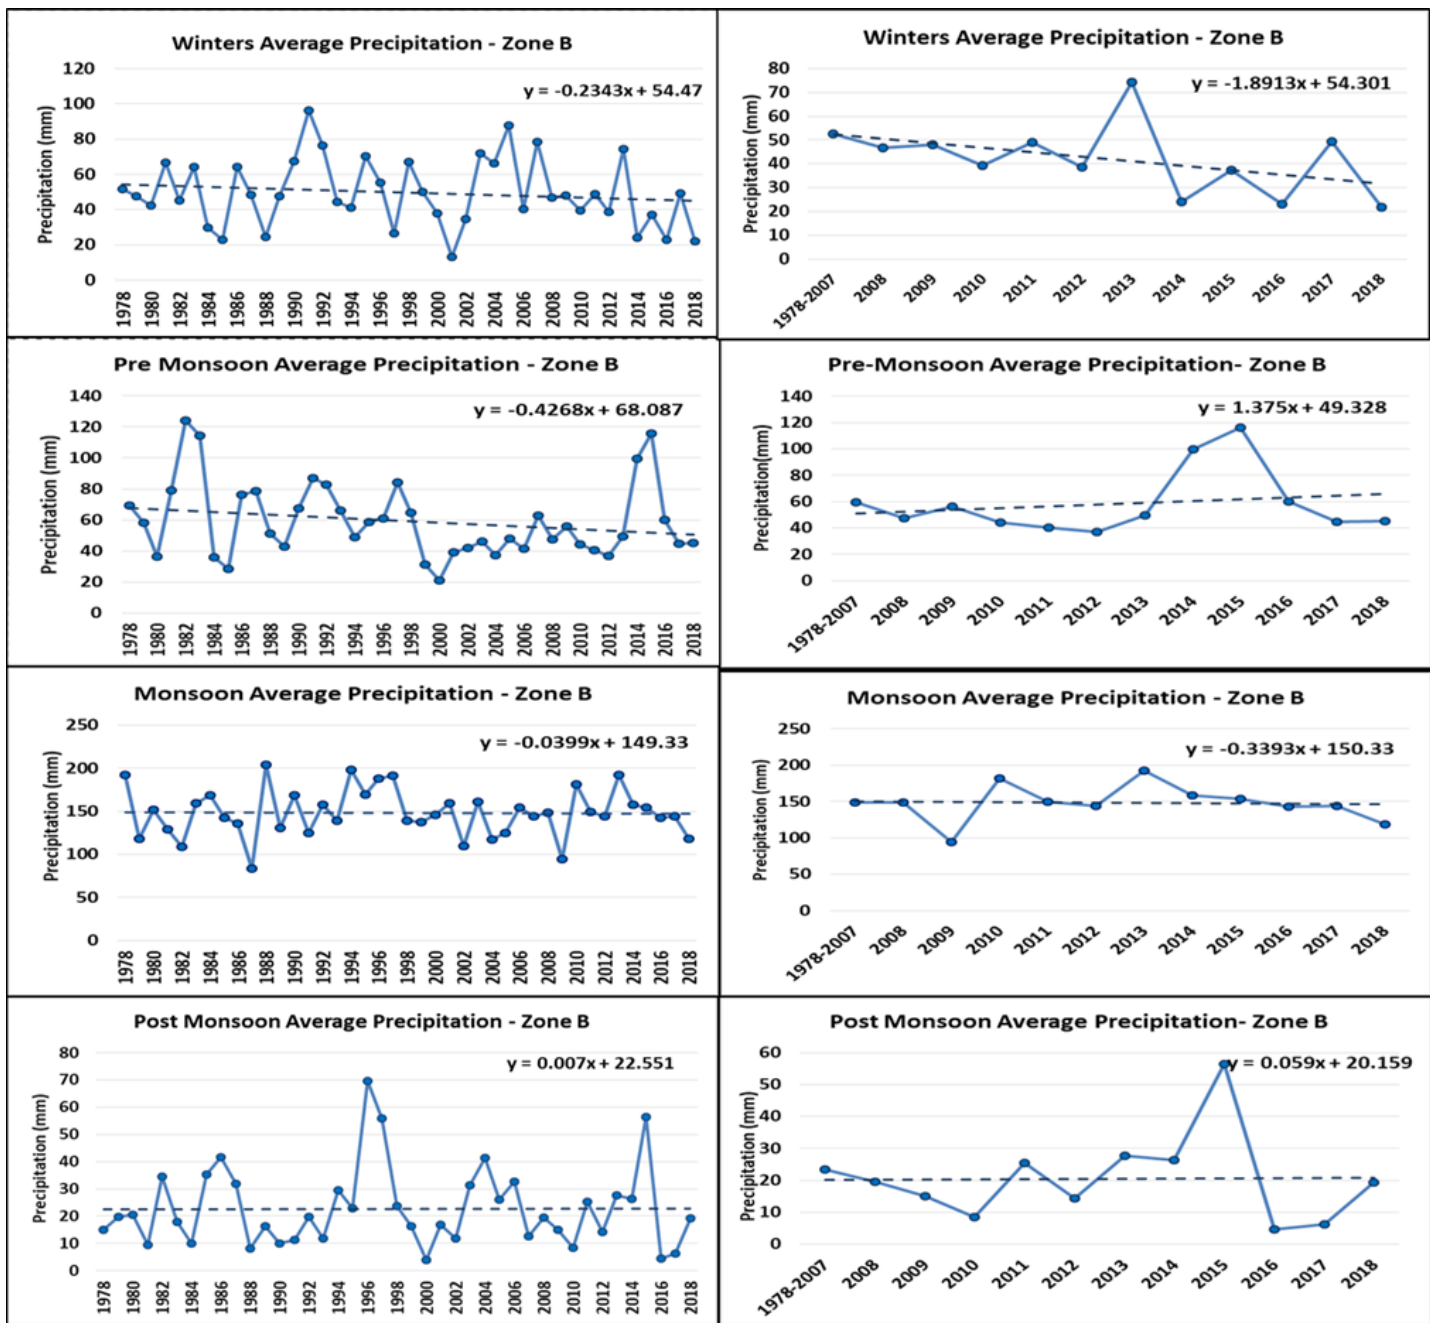 Winters Average Precipitation - Zone B
y = -0.2343x + 54.47
Precipitation (mm)
120
100
80
60
40
20
0
1978 1980 1982 1984 1986 1988 1990 1992 1994 1996 1998 2000 2002 2004 2006 2008 2010 2012 2014 2016 2018
Winters Average Precipitation - Zone B
y = -1.8913x + 54.301
Precipitation (mm)
80
70
60
50
40
30
20
10
0
1978-2007 2008 2009 2010 2011 2012 2013 2014 2015 2016 2017 2018
Pre Monsoon Average Precipitation - Zone B
y = -0.4268x + 68.087
Precipitation (mm)
140
120
100
80
60
40
20
0
1978 1980 1982 1984 1986 1988 1990 1992 1994 1996 1998 2000 2002 2004 2006 2008 2010 2012 2014 2016 2018
Pre-Monsoon Average Precipitation- Zone B
y = 1.375x + 49.328
Precipitation(mm)
140
120
100
80
60
40
20
0
1978-2007 2008 2009 2010 2011 2012 2013 2014 2015 2016 2017 2018
Monsoon Average Precipitation - Zone B
y = -0.0399x + 149.33
Precipitation (mm)
250
200
150
100
50
0
1978 1980 1982 1984 1986 1988 1990 1992 1994 1996 1998 2000 2002 2004 2006 2008 2010 2012 2014 2016 2018
Monsoon Average Precipitation - Zone B
y = -0.3393x + 150.33
Precipitation (mm)
250
200
150
100
50
0
1978-2007 2008 2009 2010 2011 2012 2013 2014 2015 2016 2017 2018
Post Monsoon Average Precipitation - Zone B
y = 0.007x + 22.551
Precipitation (mm)
80
70
60
50
40
30
20
10
0
1978 1980 1982 1984 1986 1988 1990 1992 1994 1996 1998 2000 2002 2004 2006 2008 2010 2012 2014 2016 2018
Post Monsoon Average Precipitation- Zone B
y = 0.059x + 20.159
Precipitation (mm)
60
50
40
30
20
10
0
1978-2007 2008 2009 2010 2011 2012 2013 2014 2015 2016 2017 2018